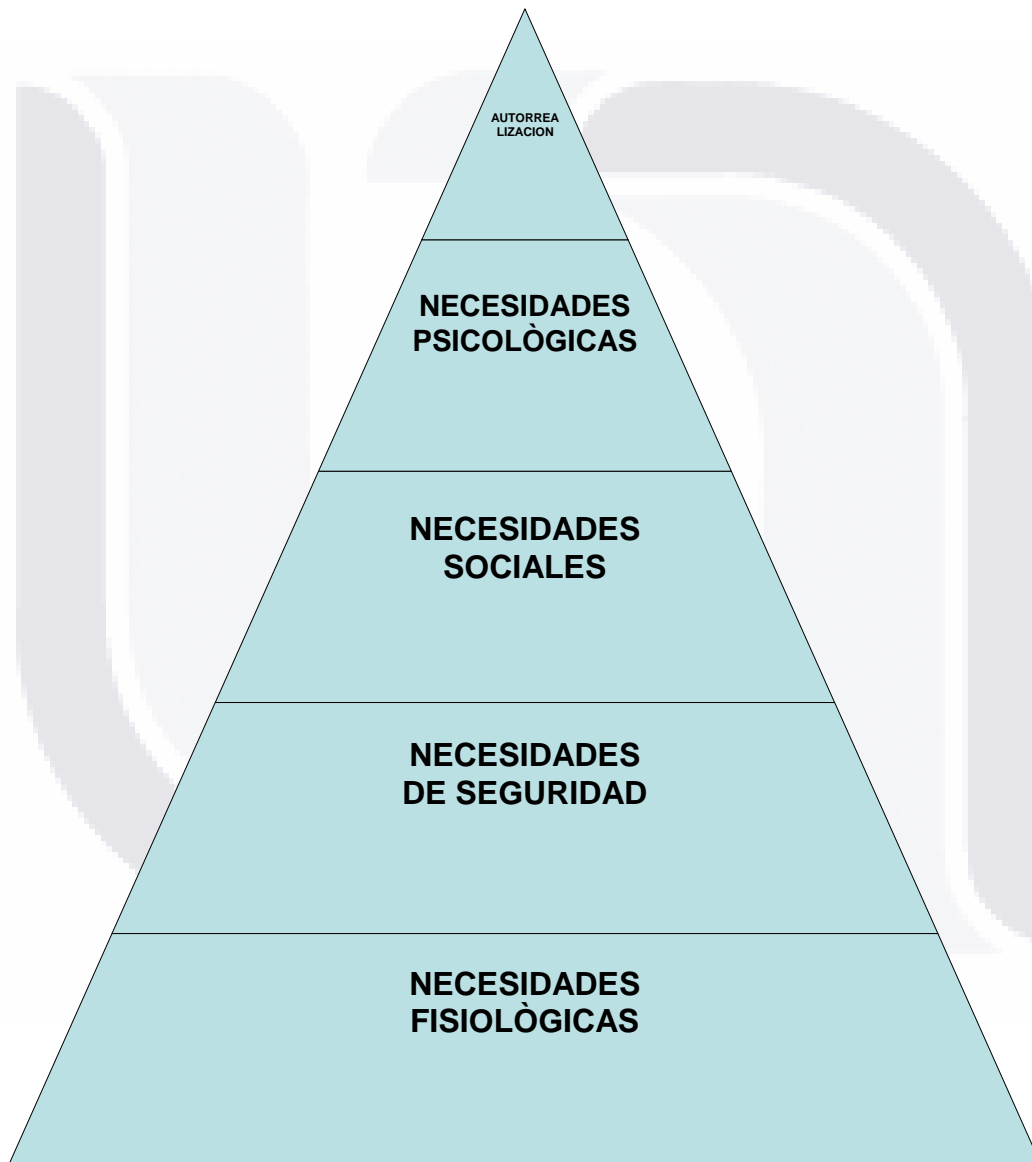 AUTORREA
LIZACION
NECESIDADES
PSICOLÒGICAS
NECESIDADES
SOCIALES
NECESIDADES
DE SEGURIDAD
NECESIDADES
FISIOLÒGICAS